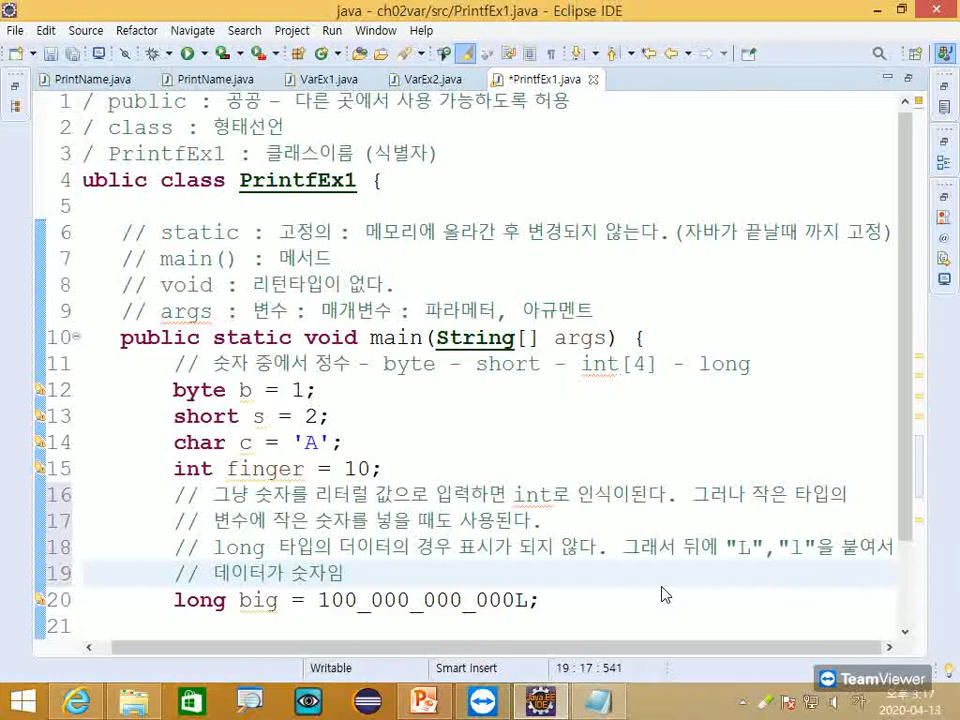 java - ch02var/src/PrintfEx1.java - Eclipse IDE
File Edit Source Refactor Navigate Search Project Run Window Help
PrintName.java PrintName.java VarEx1.java VarEx2.java *PrintfEx1.java
1 / public : 공공 - 다른 곳에서 사용 가능하도록 허용
2 / class : 형태선언
3 / PrintfEx1 : 클래스이름 (식별자)
4 ublic class PrintfEx1 {
5
6 // static : 고정의 : 메모리에 올라간 후 변경되지 않는다.(자바가 끝날때 까지 고정)
7 // main() : 메서드
8 // void : 리턴타입이 없다.
9 // args : 변수 : 매개변수 : 파라메터, 아규멘트
10 public static void main(String[] args) {
11 // 숫자 중에서 정수 - byte - short - int[4] - long
12 byte b = 1;
13 short s = 2;
14 char c = 'A';
15 int finger = 10;
16 // 그냥 숫자를 리터럴 값으로 입력하면 int로 인식이된다. 그러나 작은 타입의
17 // 변수에 작은 숫자를 넣을 때도 사용된다.
18 // long 타입의 더이터의 경우 표시가 되지 않다. 그래서 뒤에 "L","l"을 붙여서
19 // 데이터가 숫자임
20 long big = 100_000_000_000L;
21
Writable Smart Insert 19 : 17 : 541
TeamViewer
오후 3:17
2020-04-13